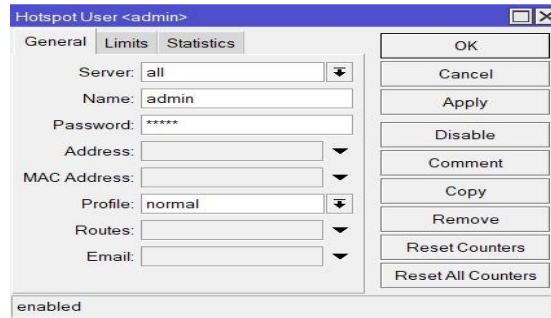 Hotspot User <admin>
General Limits Statistics
Server: all
Name: admin
Password: *****
Address:
MAC Address:
Profile: normal
Routes:
Email:
OK
Cancel
Apply
Disable
Comment
Copy
Remove
Reset Counters
Reset All Counters
enabled